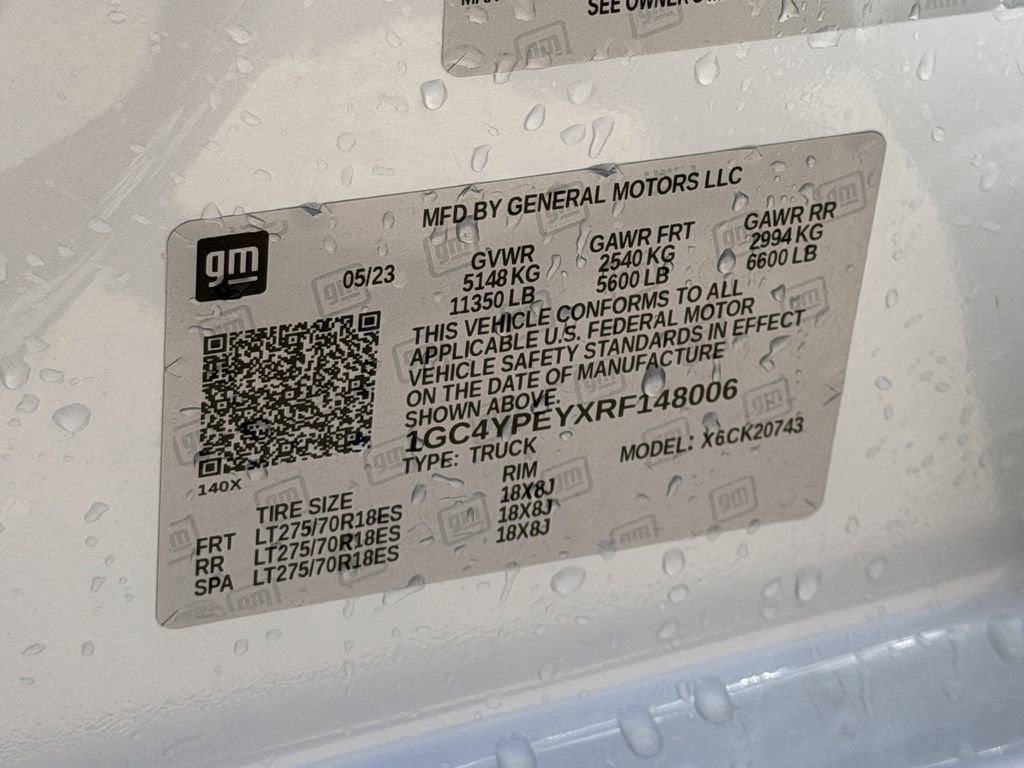 SEE OWNER'S
gm
MFD BY GENERAL MOTORS LLC
05/23
GVWR GAWR FRT GAWR RR
5148 KG 2540 KG 2994 KG
11350 LB 5600 LB 6600 LB
THIS VEHICLE CONFORMS TO ALL
APPLICABLE U.S. FEDERAL MOTOR
VEHICLE SAFETY STANDARDS IN EFFECT
ON THE DATE OF MANUFACTURE
SHOWN ABOVE.
1GC4YPEYXRF148006
TYPE: TRUCK MODEL: X6CK20743
140X
TIRE SIZE RIM
FRT LT275/70R18ES 18X8J
RR LT275/70R18ES 18X8J
SPA LT275/70R18ES 18X8J